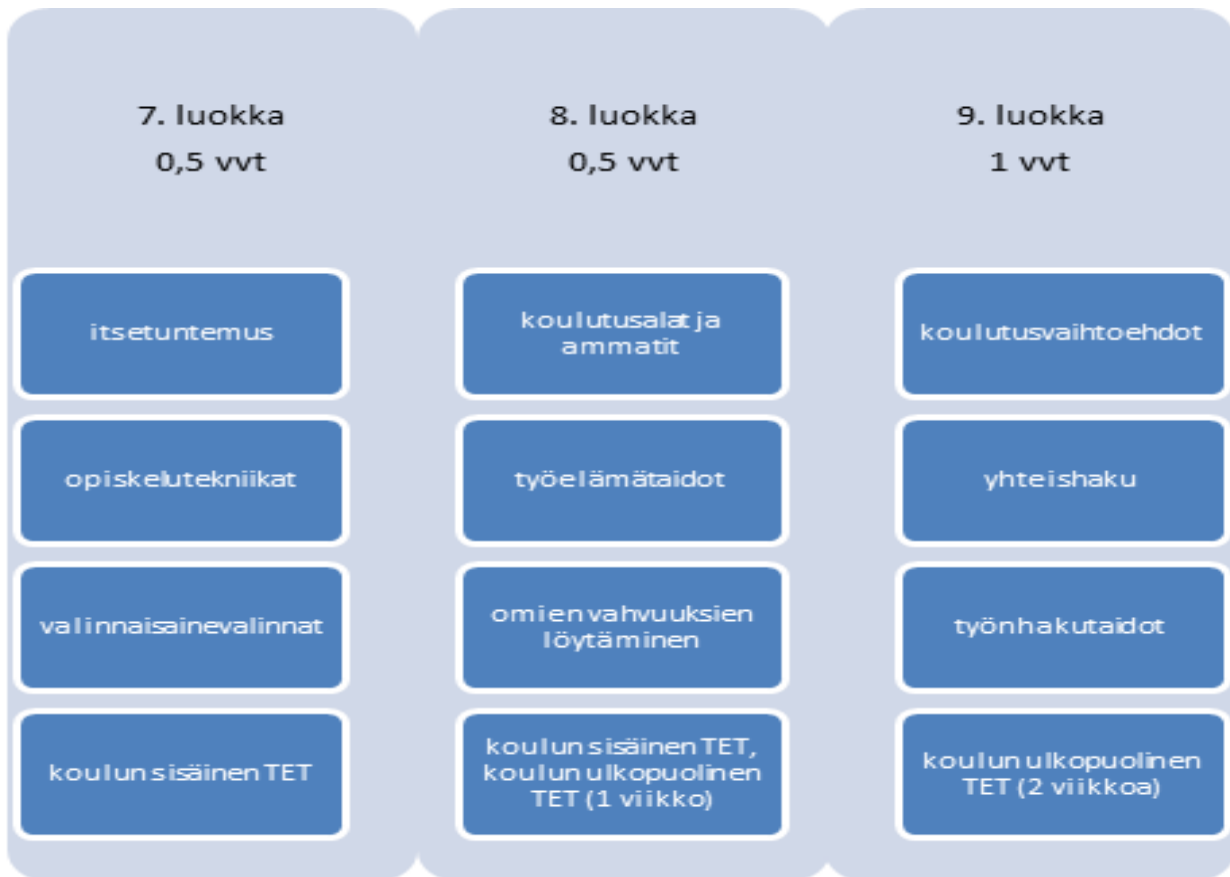 7. luokka
0,5 vvt
itsetuntemus
opiskelutekniikat
valinnaisainevalinnat
koulun sisäinen TET
8. luokka
0,5 vvt
koulutusalat ja
ammatit
työelämätaidot
omien vahvuuksien
löytäminen
koulun sisäinen TET,
koulun ulkopuolinen
TET (1 viikko)
9. luokka
1 vvt
koulutusvaihtoehdot
yhteishaku
työnhakutaidot
koulun ulkopuolinen
TET (2 viikkoa)